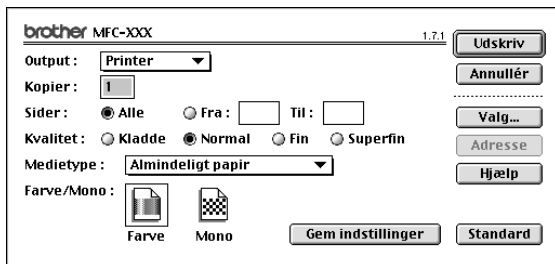 brother MFC-XXX 1.7.1 Udskriv
Output: Printer Annullér
Kopier: 1
Sider: Alle Fra: Til: Valg...
Kvalitet: Kladde Normal Fin Superfin Adresse
Medietype: Almindeligt papir Hjælp
Farve/Mono:
Farve Mono Gem indstillinger Standard